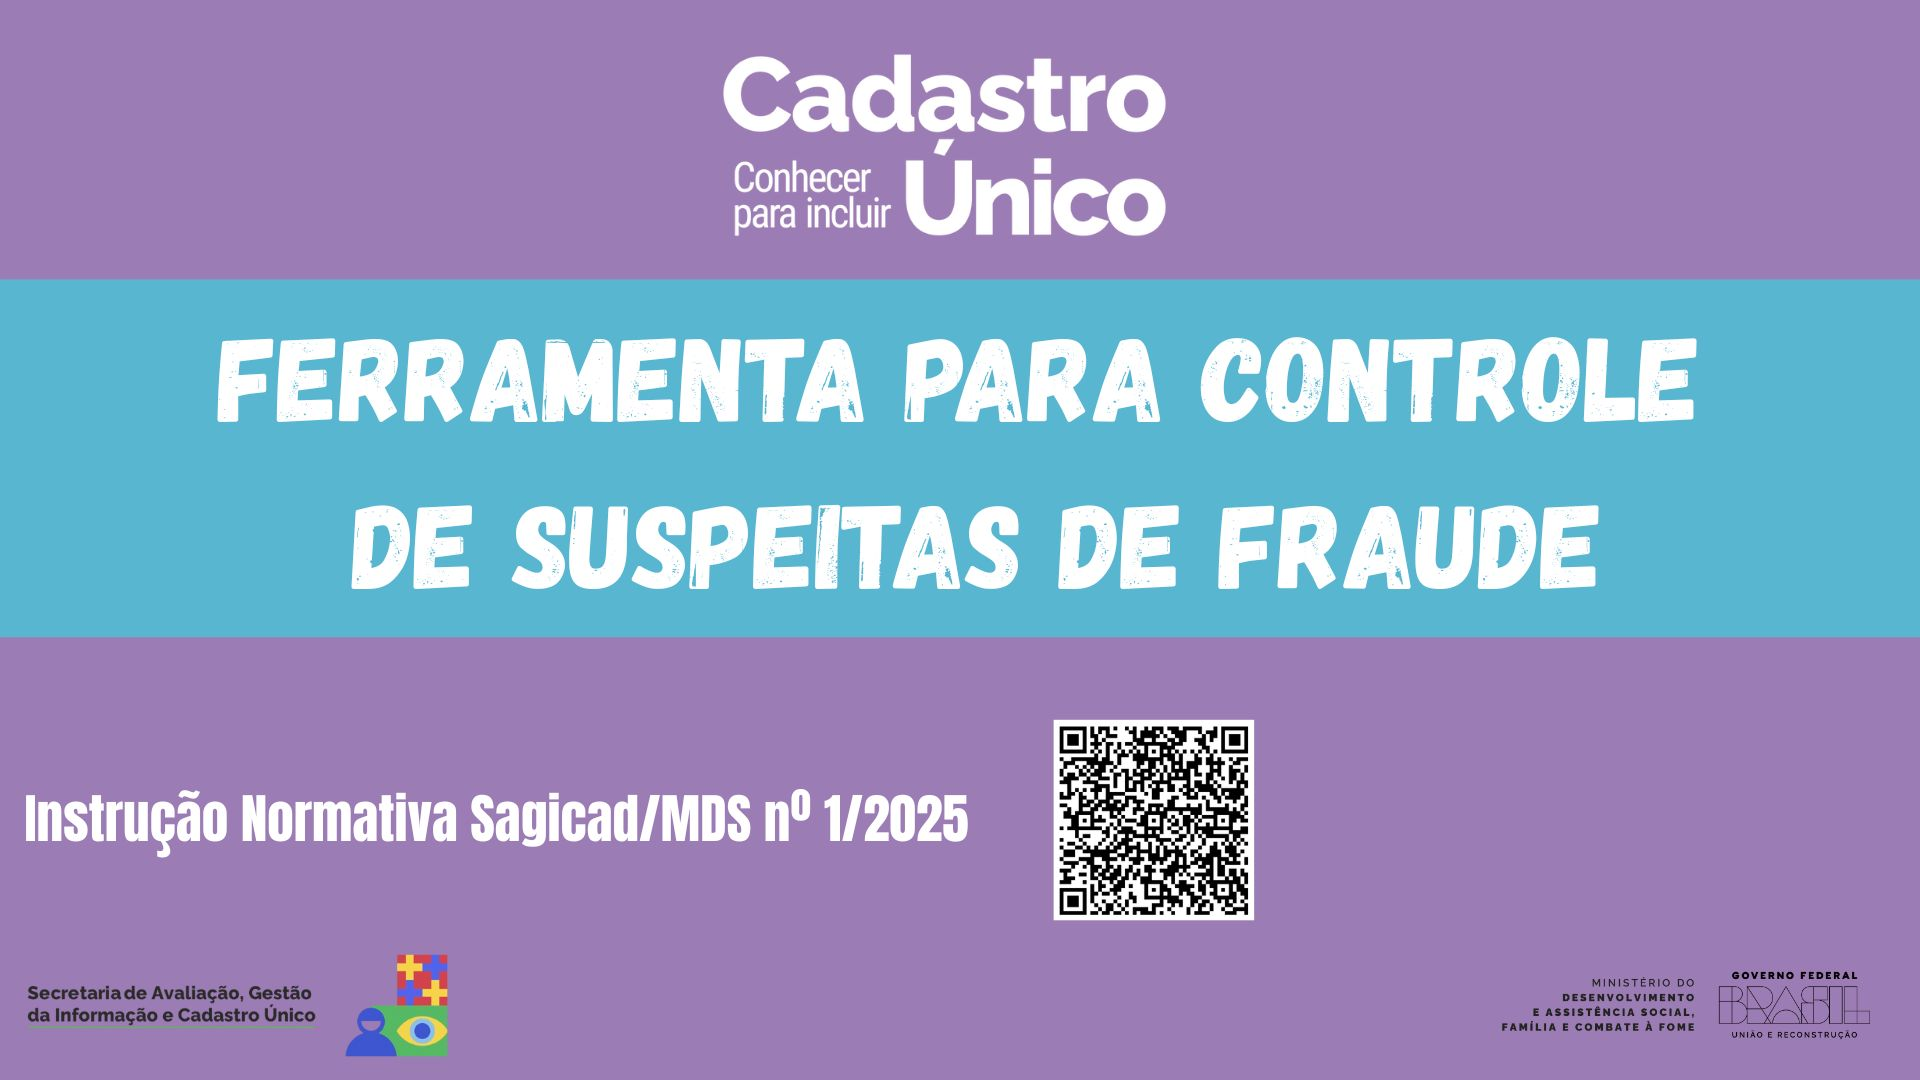 Cadastro
Conhecer
para incluir Único
FERRAMENTA PARA CONTROLE
DE SUSPEITAS DE FRAUDE
Instrução Normativa Sagicad/MDS nº 1/2025
Secretaria de Avaliação, Gestão
da Informação e Cadastro Único
MINISTÉRIO DO
DESENVOLVIMENTO
E ASSISTÊNCIA SOCIAL,
FAMÍLIA E COMBATE À FOME
GOVERNO FEDERAL
BRASIL
UNIÃO E RECONSTRUÇÃO